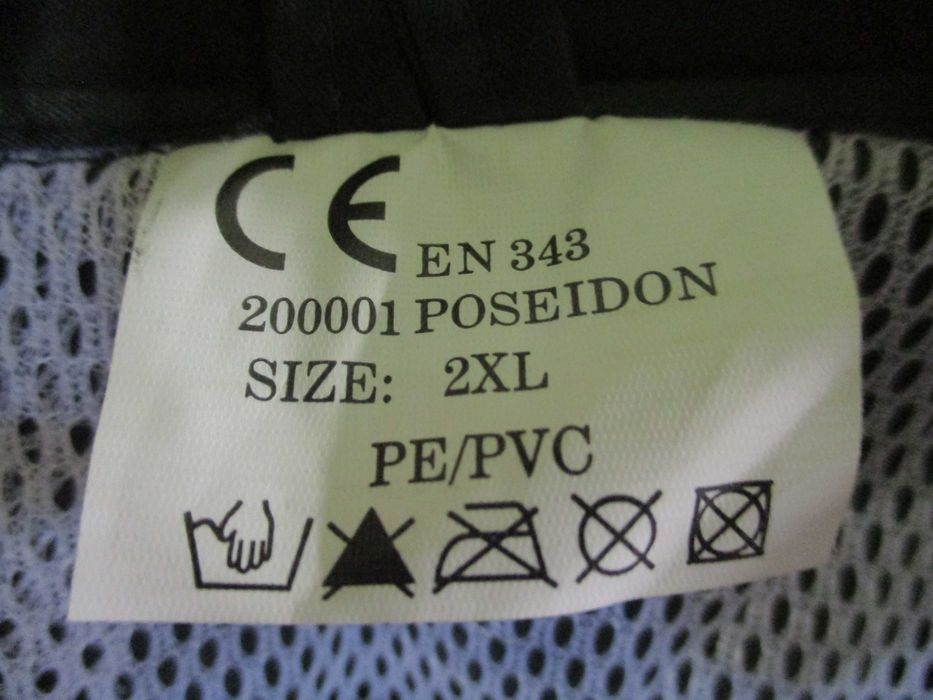 CE EN 343
200001 POSEIDON
SIZE: 2XL
PE/PVC